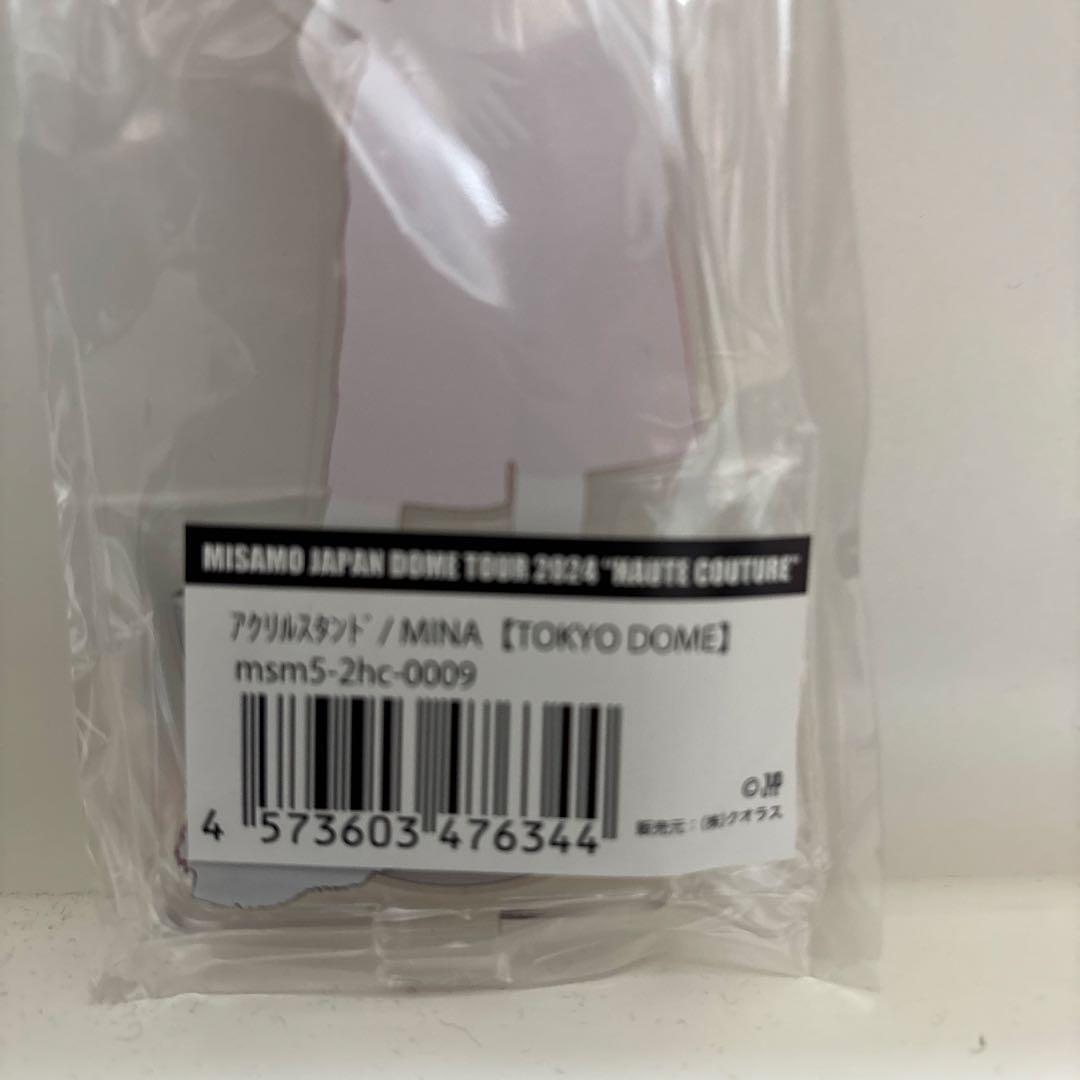 MISAMO JAPAN DOME TOUR 2024 "HAUTE COUTURE"
ｱｸﾘﾙｽﾀﾝﾄﾞ / MINA 【TOKYO DOME】
msm5-2hc-0009
4 573603 476344
©JYP
販売元：(株)クオラス